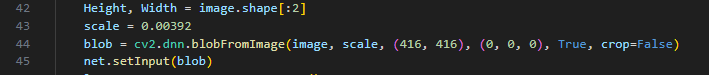 42 Height, Width = image.shape[:2]
43 scale = 0.00392
44 blob = cv2.dnn.blobFromImage(image, scale, (416, 416), (0, 0, 0), True, crop=False)
45 net.setInput(blob)